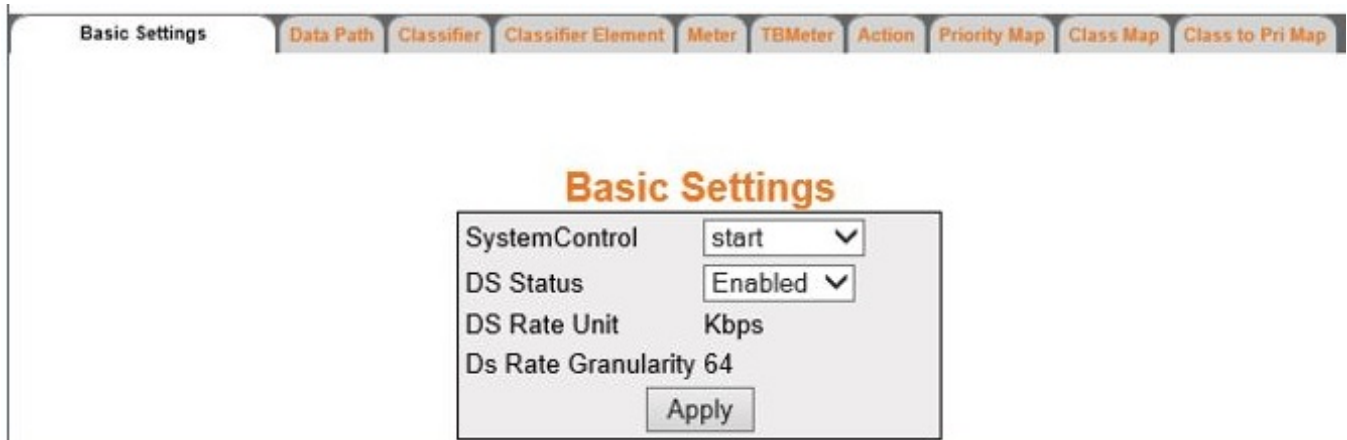 Basic Settings Data Path Classifier Classifier Element Meter TBMeter Action Priority Map Class Map Class to Pri Map
Basic Settings
SystemControl start
DS Status Enabled
DS Rate Unit Kbps
Ds Rate Granularity 64
Apply